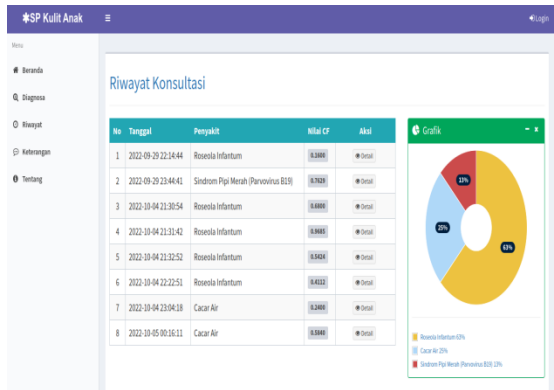 ✱SP Kulit Anak ≡ Login
Menu
Beranda
Diagnosa
Riwayat
Keterangan
Tentang
Riwayat Konsultasi
No Tanggal Penyakit Nilai CF Aksi
1 2022-09-29 22:14:44 Roseola Infantum 0.1600 Detail
2 2022-09-29 23:44:41 Sindrom Pipi Merah (Parvovirus B19) 0.7629 Detail
3 2022-10-04 21:30:54 Roseola Infantum 0.6800 Detail
4 2022-10-04 21:31:42 Roseola Infantum 0.9685 Detail
5 2022-10-04 21:32:52 Roseola Infantum 0.5424 Detail
6 2022-10-04 22:22:51 Roseola Infantum 0.4112 Detail
7 2022-10-04 23:04:18 Cacar Air 0.2400 Detail
8 2022-10-05 00:16:11 Cacar Air 0.5840 Detail
Grafik
13%
25%
63%
Roseola Infantum 63%
Cacar Air 25%
Sindrom Pipi Merah (Parvovirus B19) 13%